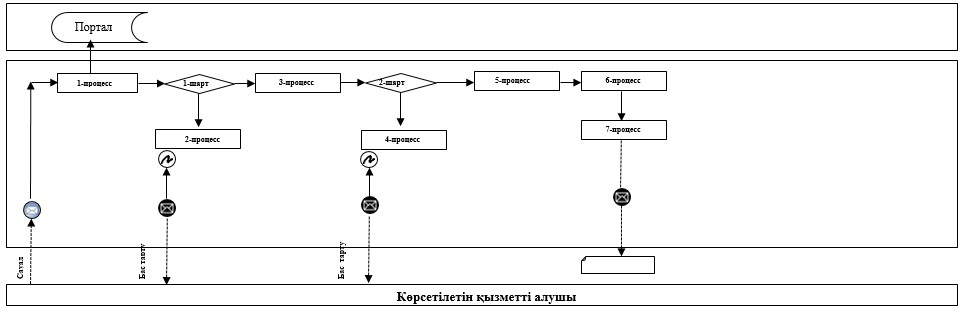 Портал
1-процесс
1-шарт
3-процесс
2-шарт
5-процесс
6-процесс
2-процесс
4-процесс
7-процесс
Сауал
Бас тарту
Бас тарту
Көрсетілетін қызметті алушы